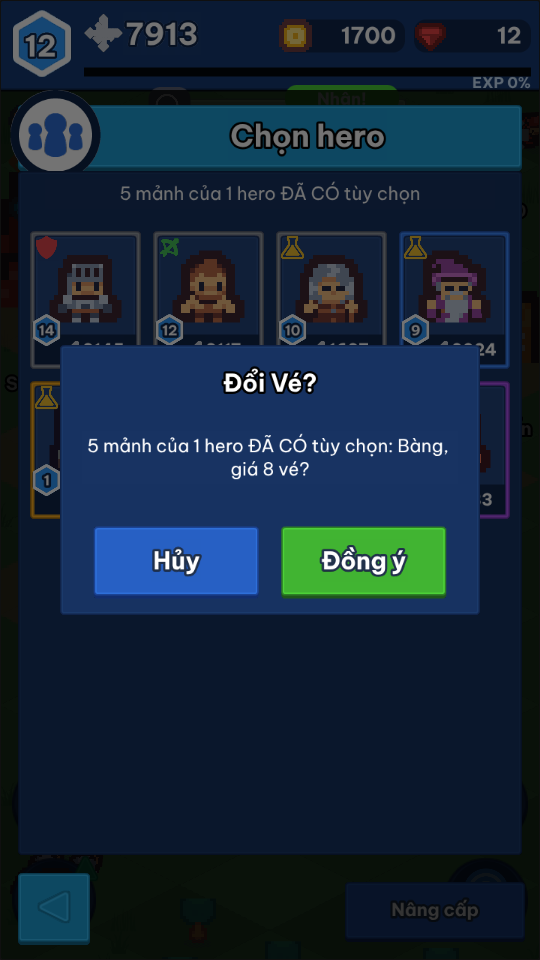 12
7913
1700
12
EXP 0%
Nhận!
Chọn hero
5 mảnh của 1 hero ĐÃ CÓ tùy chọn
14
12
10
9
Đổi Vé?
5 mảnh của 1 hero ĐÃ CÓ tùy chọn: Bàng,
giá 8 vé?
1
Hủy
Đồng ý
Nâng cấp